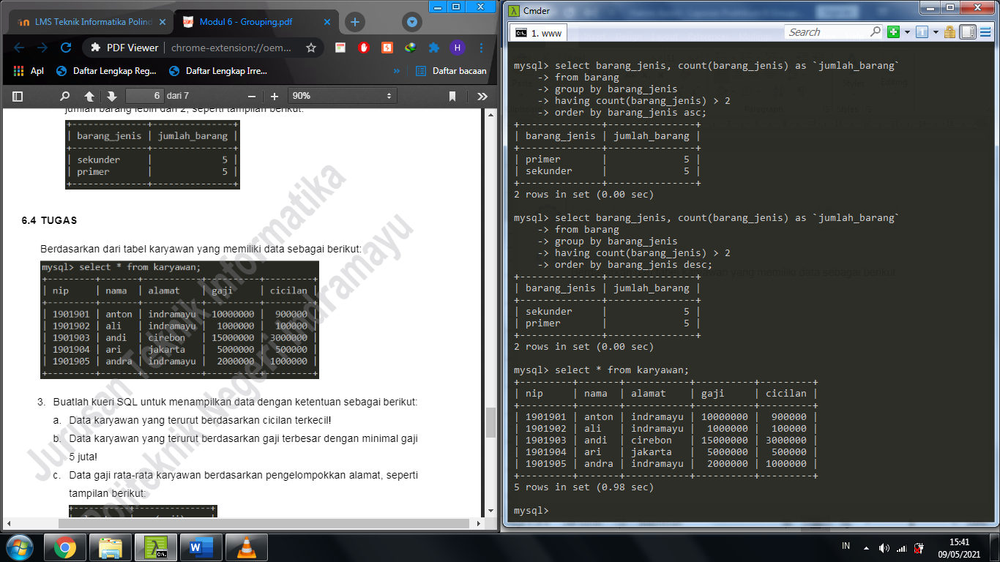 LMS Teknik Informatika Polind
Modul 6 - Grouping.pdf
PDF Viewer
chrome-extension://oem...
H
Apl
Daftar Lengkap Reg...
Daftar Lengkap Irre...
»
Daftar bacaan
6 dari 7
90%
jumlah barang lebih dari 2, seperti tampilan berikut:
+--------------+---------------+
| barang_jenis | jumlah_barang |
+--------------+---------------+
| sekunder     |             5 |
| primer       |             5 |
+--------------+---------------+
6.4 TUGAS
Berdasarkan dari tabel karyawan yang memiliki data sebagai berikut:
mysql> select * from karyawan;
+---------+-------+-----------+----------+---------+
| nip     | nama  | alamat    | gaji     | cicilan |
+---------+-------+-----------+----------+---------+
| 1901901 | anton | indramayu | 10000000 |  900000 |
| 1901902 | ali   | indramayu |  1000000 |  100000 |
| 1901903 | andi  | cirebon   | 15000000 | 3000000 |
| 1901904 | ari   | jakarta   |  5000000 |  500000 |
| 1901905 | andra | indramayu |  2000000 | 1000000 |
+---------+-------+-----------+----------+---------+
3. Buatlah kueri SQL untuk menampilkan data dengan ketentuan sebagai berikut:
a. Data karyawan yang terurut berdasarkan cicilan terkecil!
b. Data karyawan yang terurut berdasarkan gaji terbesar dengan minimal gaji
5 juta!
c. Data gaji rata-rata karyawan berdasarkan pengelompokkan alamat, seperti
tampilan berikut:
Jurusan Teknik Informatika
Politeknik Negeri Indramayu
Cmder
1. www
Search
mysql> select barang_jenis, count(barang_jenis) as `jumlah_barang`
    -> from barang
    -> group by barang_jenis
    -> having count(barang_jenis) > 2
    -> order by barang_jenis asc;
+--------------+---------------+
| barang_jenis | jumlah_barang |
+--------------+---------------+
| primer       |             5 |
| sekunder     |             5 |
+--------------+---------------+
2 rows in set (0.00 sec)
mysql> select barang_jenis, count(barang_jenis) as `jumlah_barang`
    -> from barang
    -> group by barang_jenis
    -> having count(barang_jenis) > 2
    -> order by barang_jenis desc;
+--------------+---------------+
| barang_jenis | jumlah_barang |
+--------------+---------------+
| sekunder     |             5 |
| primer       |             5 |
+--------------+---------------+
2 rows in set (0.00 sec)
mysql> select * from karyawan;
+---------+-------+-----------+----------+---------+
| nip     | nama  | alamat    | gaji     | cicilan |
+---------+-------+-----------+----------+---------+
| 1901901 | anton | indramayu | 10000000 |  900000 |
| 1901902 | ali   | indramayu |  1000000 |  100000 |
| 1901903 | andi  | cirebon   | 15000000 | 3000000 |
| 1901904 | ari   | jakarta   |  5000000 |  500000 |
| 1901905 | andra | indramayu |  2000000 | 1000000 |
+---------+-------+-----------+----------+---------+
5 rows in set (0.98 sec)
mysql>
IN
15:41
09/05/2021